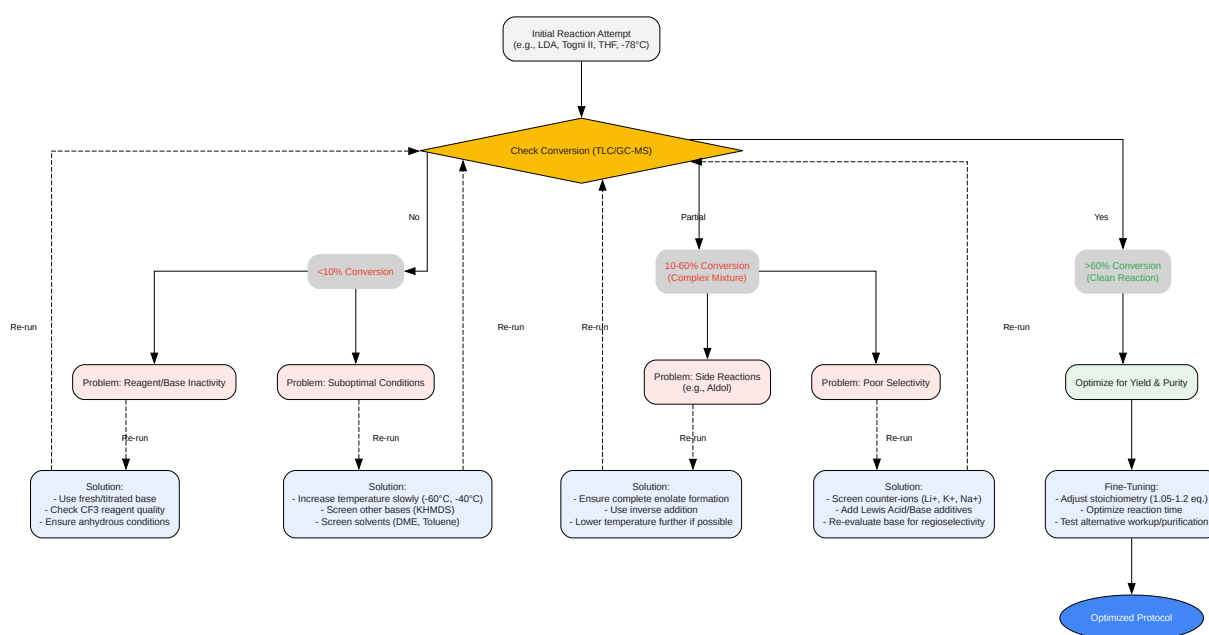 Initial Reaction Attempt
(e.g., LDA, Togni II, THF, -78°C)
Check Conversion (TLC/GC-MS)
No
Partial
Yes
<10% Conversion
10-60% Conversion
(Complex Mixture)
>60% Conversion
(Clean Reaction)
Re-run
Re-run
Re-run
Re-run
Problem: Reagent/Base Inactivity
Problem: Suboptimal Conditions
Problem: Side Reactions
(e.g., Aldol)
Problem: Poor Selectivity
Optimize for Yield & Purity
Re-run
Re-run
Re-run
Re-run
Solution:
- Use fresh/titrated base
- Check CF3 reagent quality
- Ensure anhydrous conditions
Solution:
- Increase temperature slowly (-60°C, -40°C)
- Screen other bases (KHMDS)
- Screen solvents (DME, Toluene)
Solution:
- Ensure complete enolate formation
- Use inverse addition
- Lower temperature further if possible
Solution:
- Screen counter-ions (Li+, K+, Na+)
- Add Lewis Acid/Base additives
- Re-evaluate base for regioselectivity
Fine-Tuning:
- Adjust stoichiometry (1.05-1.2 eq.)
- Optimize reaction time
- Test alternative workup/purification
Optimized Protocol